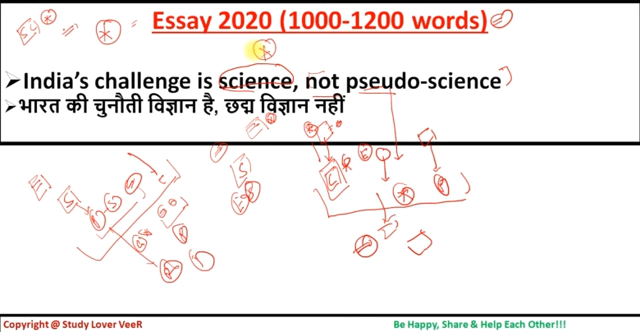 Essay 2020 (1000-1200 words)
➢India's challenge is science, not pseudo-science
➢भारत की चुनौती विज्ञान है, छद्म विज्ञान नहीं
Copyright @ Study Lover VeeR
Be Happy, Share & Help Each Other!!!